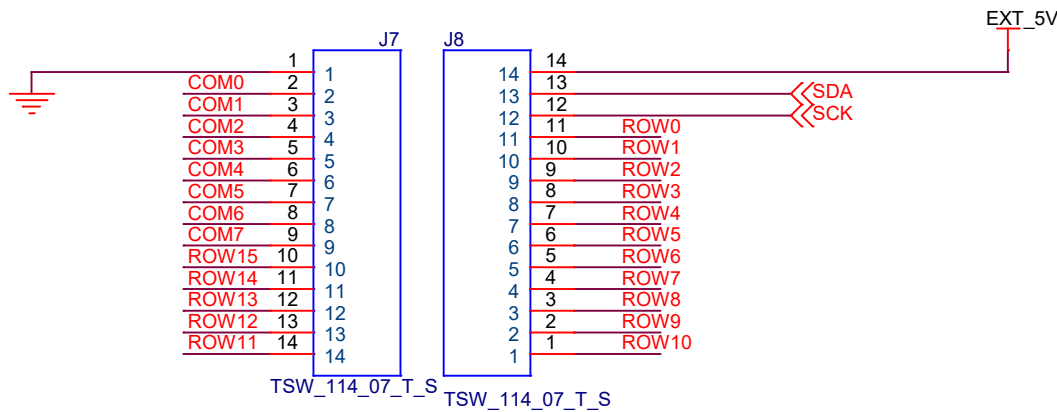 EXT_5V
J7 J8
1 1 14 14
COM0 2 2 13 13 SDA
COM1 3 3 12 12 SCK
COM2 4 4 11 11 ROW0
COM3 5 5 10 10 ROW1
COM4 6 6 9 9 ROW2
COM5 7 7 8 8 ROW3
COM6 8 8 7 7 ROW4
COM7 9 9 6 6 ROW5
ROW15 10 10 5 5 ROW6
ROW14 11 11 4 4 ROW7
ROW13 12 12 3 3 ROW8
ROW12 13 13 2 2 ROW9
ROW11 14 14 1 1 ROW10
TSW_114_07_T_S TSW_114_07_T_S